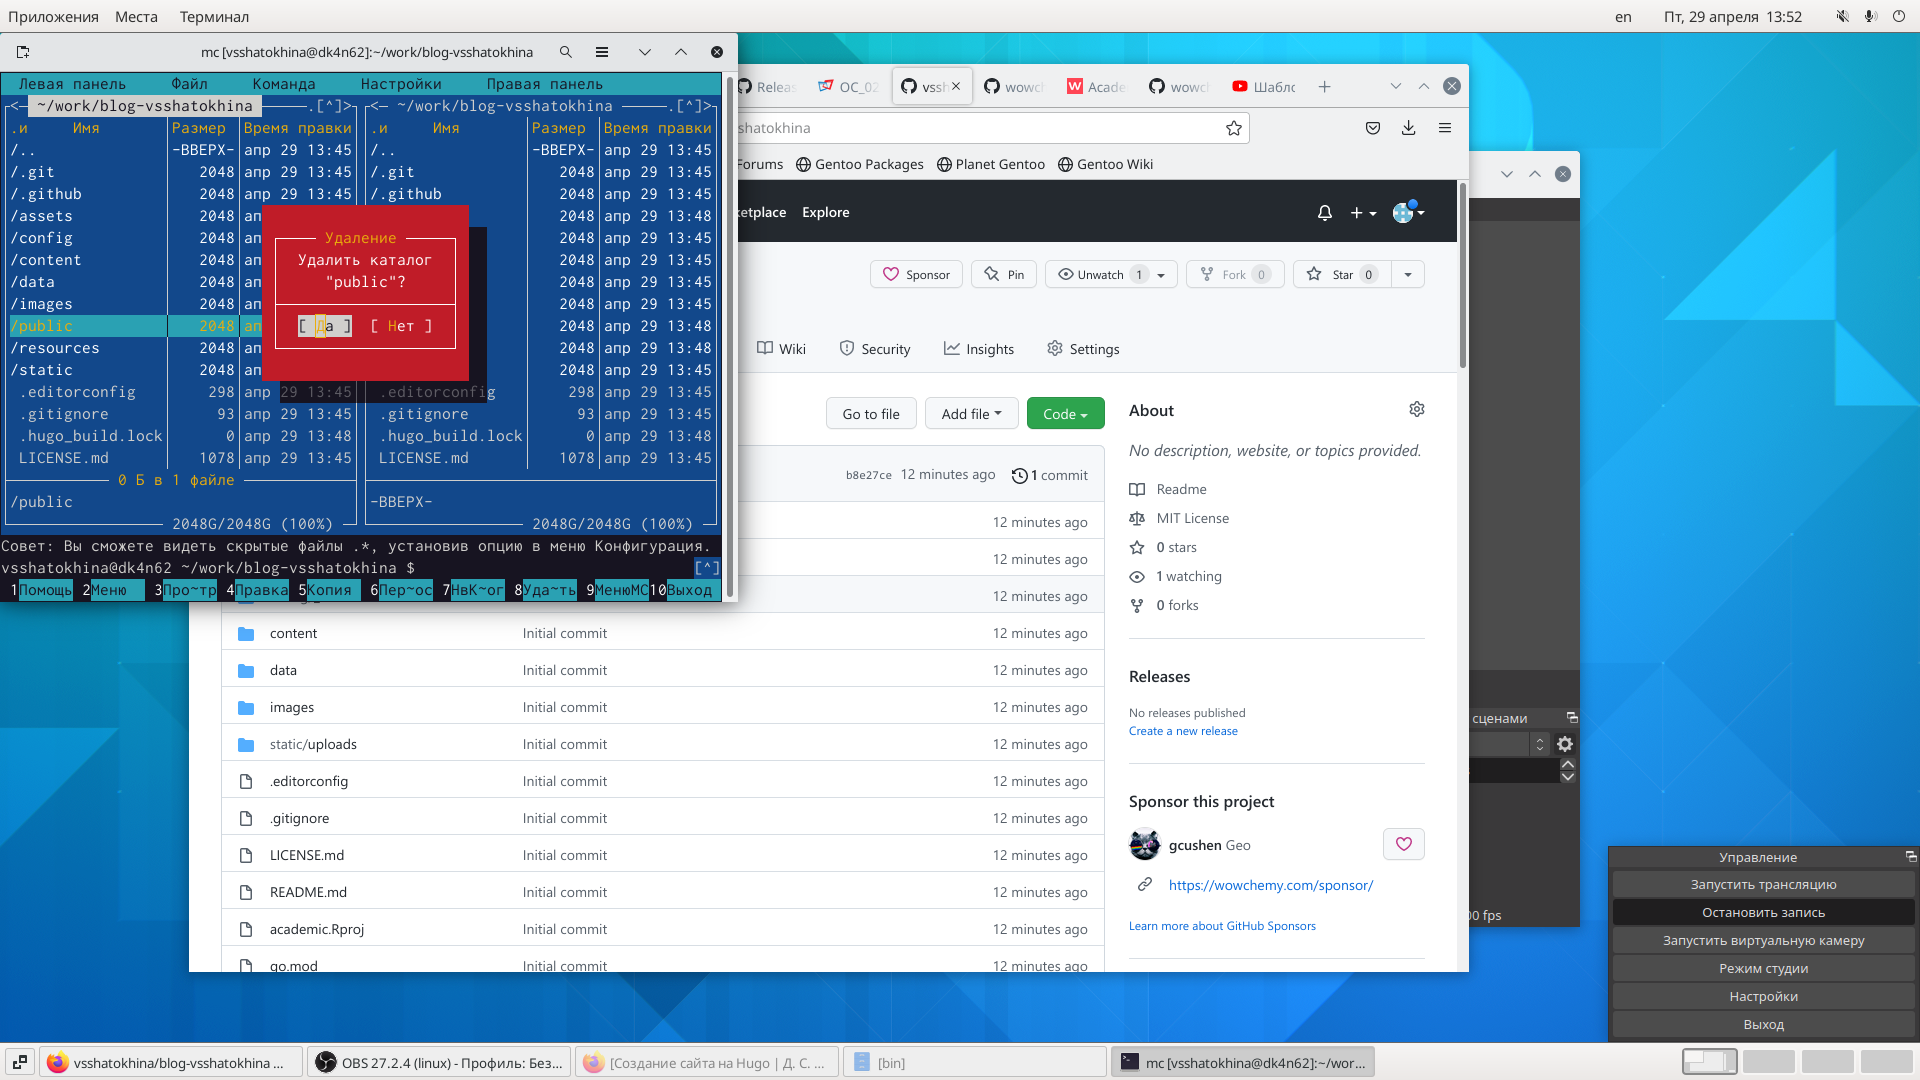 Приложения Места Терминал
en Пт, 29 апреля 13:52
mc [vsshatokhina@dk4n62]:~/work/blog-vsshatokhina
Левая панель Файл Команда Настройки Правая панель
<— ~/work/blog-vsshatokhina .[^]> <— ~/work/blog-vsshatokhina .[^]>
.и Имя Размер Время правки .и Имя Размер Время правки
/.. -ВВЕРХ- апр 29 13:45 /.. -ВВЕРХ- апр 29 13:45
/.git 2048 апр 29 13:45 /.git 2048 апр 29 13:45
/.github 2048 апр 29 13:45 /.github 2048 апр 29 13:45
/assets 2048 ап 2048 апр 29 13:48
/config 2048 ап 2048 апр 29 13:45
/content 2048 ап 2048 апр 29 13:45
/data 2048 ап 2048 апр 29 13:45
/images 2048 ап 2048 апр 29 13:45
/public 2048 ап 2048 апр 29 13:48
/resources 2048 ап 2048 апр 29 13:48
/static 2048 ап 2048 апр 29 13:45
.editorconfig 298 апр 29 13:45 .editorconfig 298 апр 29 13:45
.gitignore 93 апр 29 13:45 .gitignore 93 апр 29 13:45
.hugo_build.lock 0 апр 29 13:48 .hugo_build.lock 0 апр 29 13:48
LICENSE.md 1078 апр 29 13:45 LICENSE.md 1078 апр 29 13:45
0 Б в 1 файле
/public -ВВЕРХ-
2048G/2048G (100%) 2048G/2048G (100%)
Удаление
Удалить каталог
"public"?
[ Да ] [ Нет ]
Совет: Вы сможете видеть скрытые файлы .*, установив опцию в меню Конфигурация.
vsshatokhina@dk4n62 ~/work/blog-vsshatokhina $ [^]
1Помощь 2Меню 3Про~тр 4Правка 5Копия 6Пер~ос 7НвК~ог 8Уда~ть 9МенюMC 10Выход
Releas ОС_02 vssh wowch Acade wowch Шабло
shatokhina
Forums Gentoo Packages Planet Gentoo Gentoo Wiki
ketplace Explore
Sponsor Pin Unwatch 1 Fork 0 Star 0
Wiki Security Insights Settings
Go to file Add file Code
b8e27ce 12 minutes ago 1 commit
12 minutes ago
12 minutes ago
12 minutes ago
content Initial commit 12 minutes ago
data Initial commit 12 minutes ago
images Initial commit 12 minutes ago
static/uploads Initial commit 12 minutes ago
.editorconfig Initial commit 12 minutes ago
.gitignore Initial commit 12 minutes ago
LICENSE.md Initial commit 12 minutes ago
README.md Initial commit 12 minutes ago
academic.Rproj Initial commit 12 minutes ago
go.mod Initial commit 12 minutes ago
About
No description, website, or topics provided.
Readme
MIT License
0 stars
1 watching
0 forks
Releases
No releases published
Create a new release
Sponsor this project
gcushen Geo
https://wowchemy.com/sponsor/
Learn more about GitHub Sponsors
сценами
00 fps
Управление
Запустить трансляцию
Остановить запись
Запустить виртуальную камеру
Режим студии
Настройки
Выход
vsshatokhina/blog-vsshatokhina ...
OBS 27.2.4 (linux) - Профиль: Без...
[Создание сайта на Hugo | Д. С. ...
[bin]
mc [vsshatokhina@dk4n62]:~/wor...